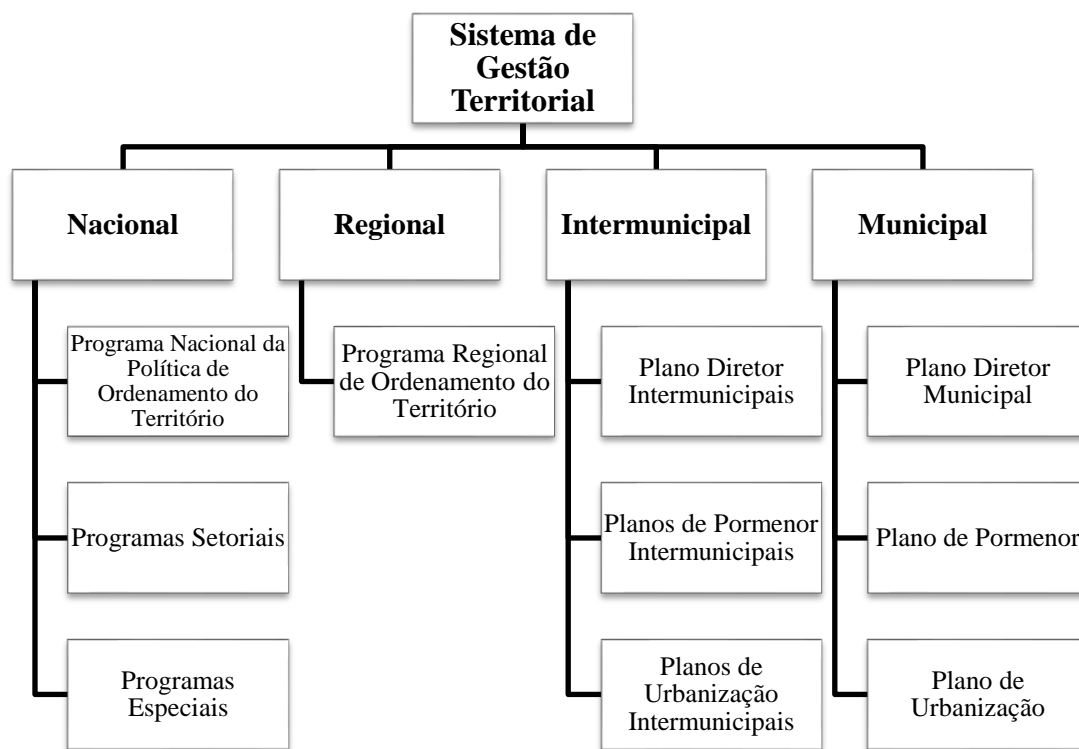 Sistema de
Gestão
Territorial
Nacional
Regional
Intermunicipal
Municipal
Programa Nacional da
Política de
Ordenamento do
Território
Programa Regional
de Ordenamento do
Território
Plano Diretor
Intermunicipais
Plano Diretor
Municipal
Programas Setoriais
Planos de Pormenor
Intermunicipais
Plano de Pormenor
Programas
Especiais
Planos de
Urbanização
Intermunicipais
Plano de
Urbanização